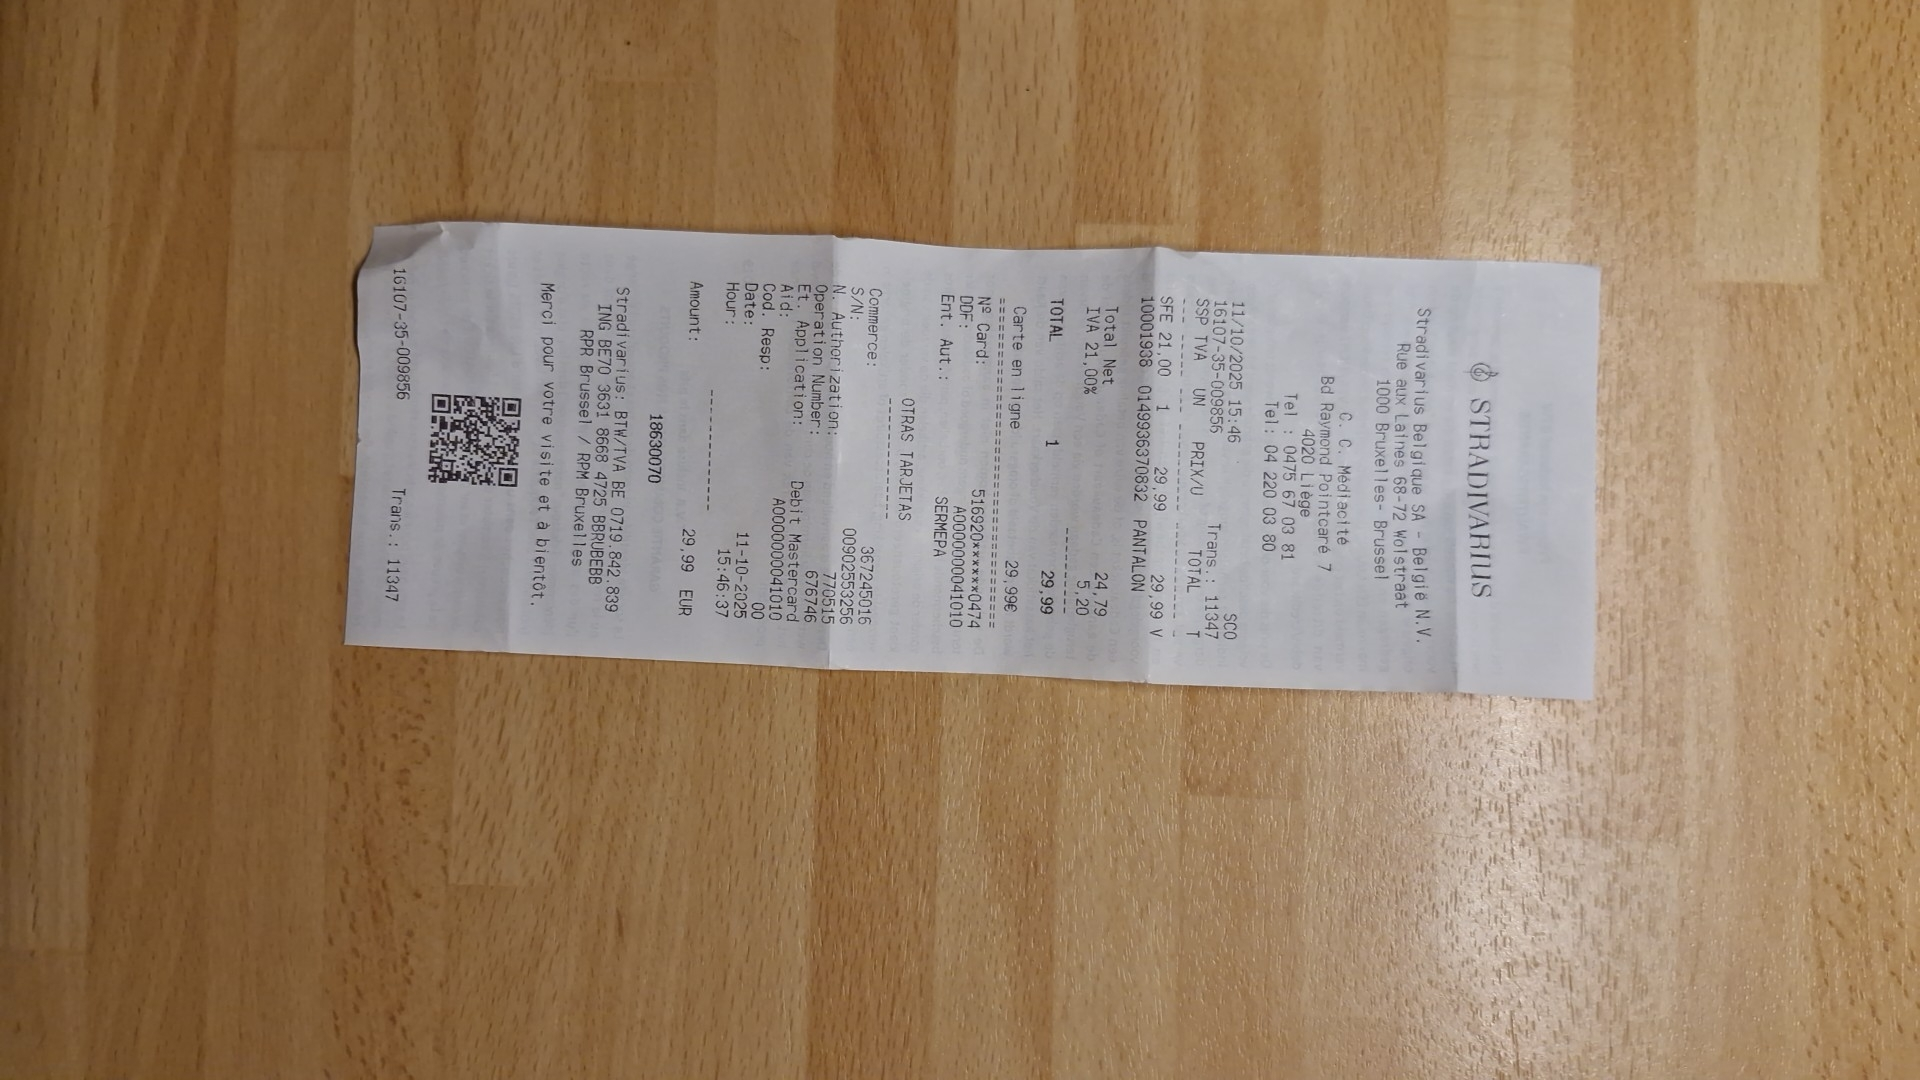 STRADIVARIUS
Stradivarius Belgique SA - België N.V.
Rue aux Laines 68-72 Wolstraat
1000 Bruxelles- Brussel
C. C. Médiacité
Bd Raymond Pointcaré 7
4020 Liège
Tel : 0475 67 03 81
Tel: 04 220 03 80
11/10/2025 15:46 SCO
16107-35-009856 Trans.: 11347
SSP TVA UN PRIX/U TOTAL T
SFE 21,00 1 29,99 29,99 V
10001938 0149936370832 PANTALON
Total Net 24,79
IVA 21,00% 5,20
TOTAL 1 29,99
Carte en ligne 29,99€
Nº Card: 516920******0474
DDF: A0000000041010
Ent. Aut.: SERMEPA
OTRAS TARJETAS
Commerce: 367245016
S/N: 00902553256
N. Authorization: 770515
Operation Number: 676746
Et. Application: Debit Mastercard
Aid: A0000000041010
Cod. Resp: 00
Date: 11-10-2025
Hour: 15:46:37
Amount: 29,99 EUR
18630070
Stradivarius: BTW/TVA BE 0719.842.839
ING BE70 3631 8668 4725 BBRUBEBB
RPR Brussel / RPM Bruxelles
Merci pour votre visite et à bientôt.
16107-35-009856 Trans.: 11347